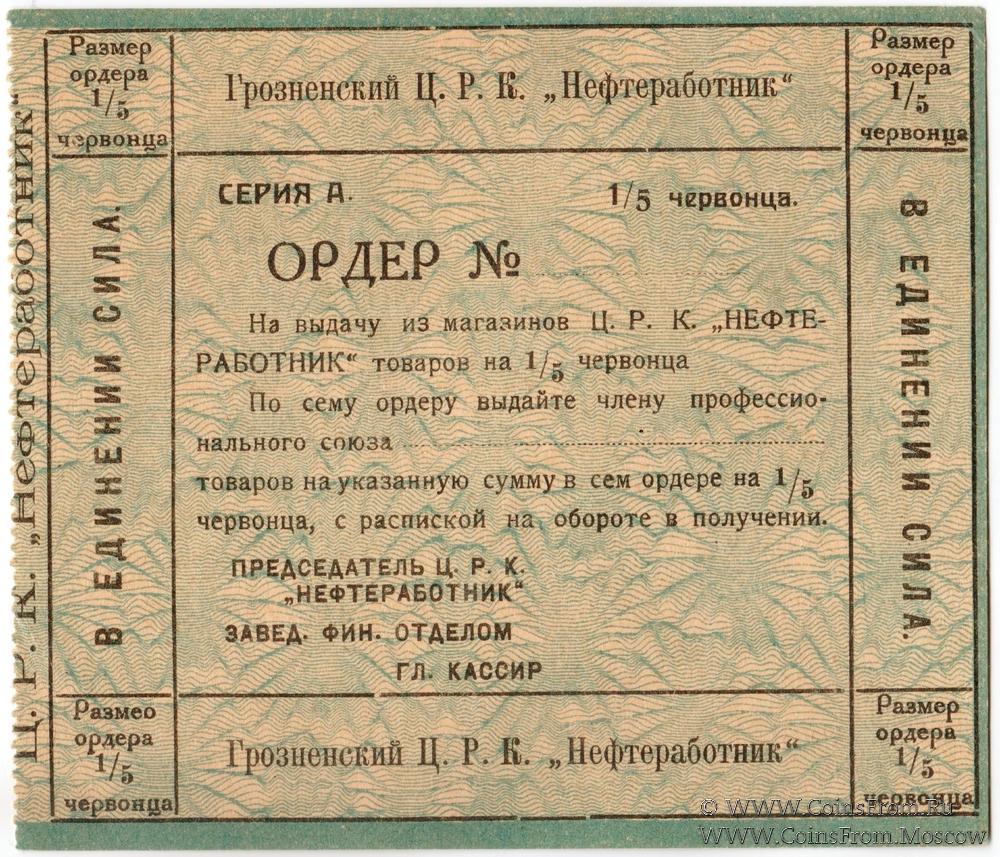 Размер
ордера
1/5
червонца
Грозненский Ц. Р. К. „Нефтеработник“
Размер
ордера
1/5
червонца
Ц. Р. К. „Нефтеработник“
В ЕДИНЕНИИ СИЛА.
СЕРИЯ А.
1/5 червонца.
ОРДЕР №
На выдачу из магазинов Ц. Р. К. „НЕФТЕ-
РАБОТНИК“ товаров на 1/5 червонца
По сему ордеру выдайте члену профессио-
нального союза
товаров на указанную сумму в сем ордере на 1/5
червонца, с распиской на обороте в получении.
ПРЕДСЕДАТЕЛЬ Ц. Р. К.
„НЕФТЕРАБОТНИК“
ЗАВЕД. ФИН. ОТДЕЛОМ
ГЛ. КАССИР
В ЕДИНЕНИИ СИЛА.
Размео
ордера
1/5
червонца
Грозненский Ц. Р. К. „Нефтеработник“
Размер
ордера
1/5
червонца
© WWW.CoinsFrom.Ru
WWW.CoinsFrom.Moscow